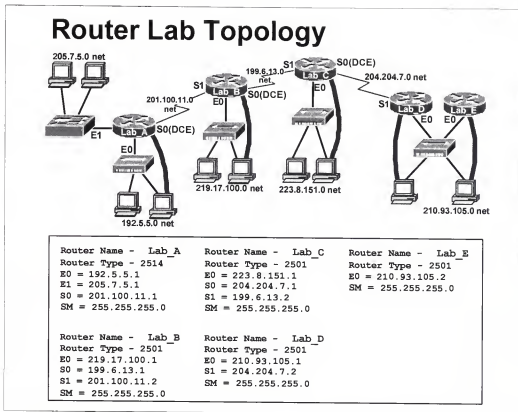 Router Lab Topology
205.7.5.0 net
S1
Lab_C
S0(DCE)
199.6.13.0
net
204.204.7.0 net
S1
Lab_B
S0(DCE)
E0
201.100.11.0
net
E0
S1
Lab_D
Lab_E
Lab_A
S0(DCE)
E0
E0
E1
E0
219.17.100.0 net
223.8.151.0 net
210.93.105.0 net
192.5.5.0 net
Router Name - Lab_A
Router Type - 2514
E0 = 192.5.5.1
E1 = 205.7.5.1
S0 = 201.100.11.1
SM = 255.255.255.0
Router Name - Lab_C
Router Type - 2501
E0 = 223.8.151.1
S0 = 204.204.7.1
S1 = 199.6.13.2
SM = 255.255.255.0
Router Name - Lab_E
Router Type - 2501
E0 = 210.93.105.2
SM = 255.255.255.0
Router Name - Lab_B
Router Type - 2501
E0 = 219.17.100.1
S0 = 199.6.13.1
S1 = 201.100.11.2
SM = 255.255.255.0
Router Name - Lab_D
Router Type - 2501
E0 = 210.93.105.1
S1 = 204.204.7.2
SM = 255.255.255.0